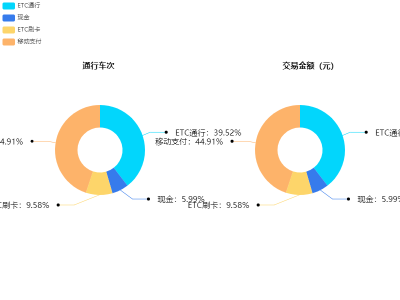 ETC通行
现金
ETC刷卡
移动支付
通行车次
交易金额（元）
ETC通行：39.52%
ETC通
4.91%
移动支付：44.91%
现金：5.99%
现金：5.99%
刷卡：9.58%
ETC刷卡：9.58%